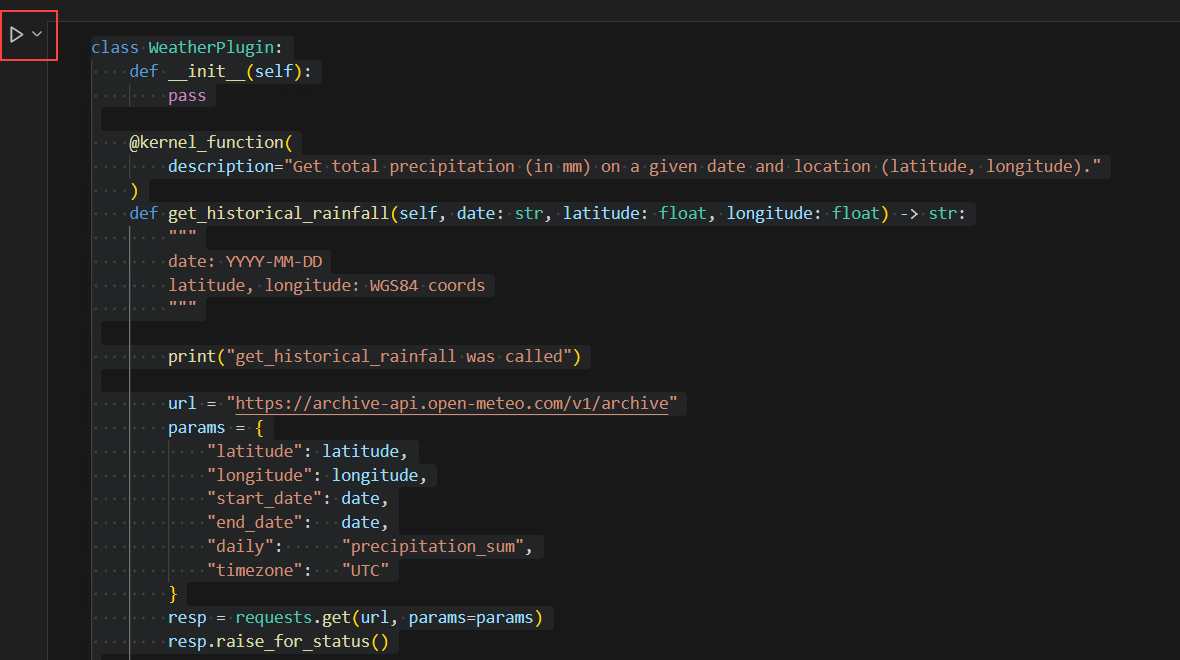 class WeatherPlugin:
    def __init__(self):
        pass

    @kernel_function(
        description="Get total precipitation (in mm) on a given date and location (latitude, longitude)."
    )
    def get_historical_rainfall(self, date: str, latitude: float, longitude: float) -> str:
        """
        date: YYYY-MM-DD
        latitude, longitude: WGS84 coords
        """

        print("get_historical_rainfall was called")

        url = "https://archive-api.open-meteo.com/v1/archive"
        params = {
            "latitude": latitude,
            "longitude": longitude,
            "start_date": date,
            "end_date":   date,
            "daily":      "precipitation_sum",
            "timezone":   "UTC"
        }
        resp = requests.get(url, params=params)
        resp.raise_for_status()